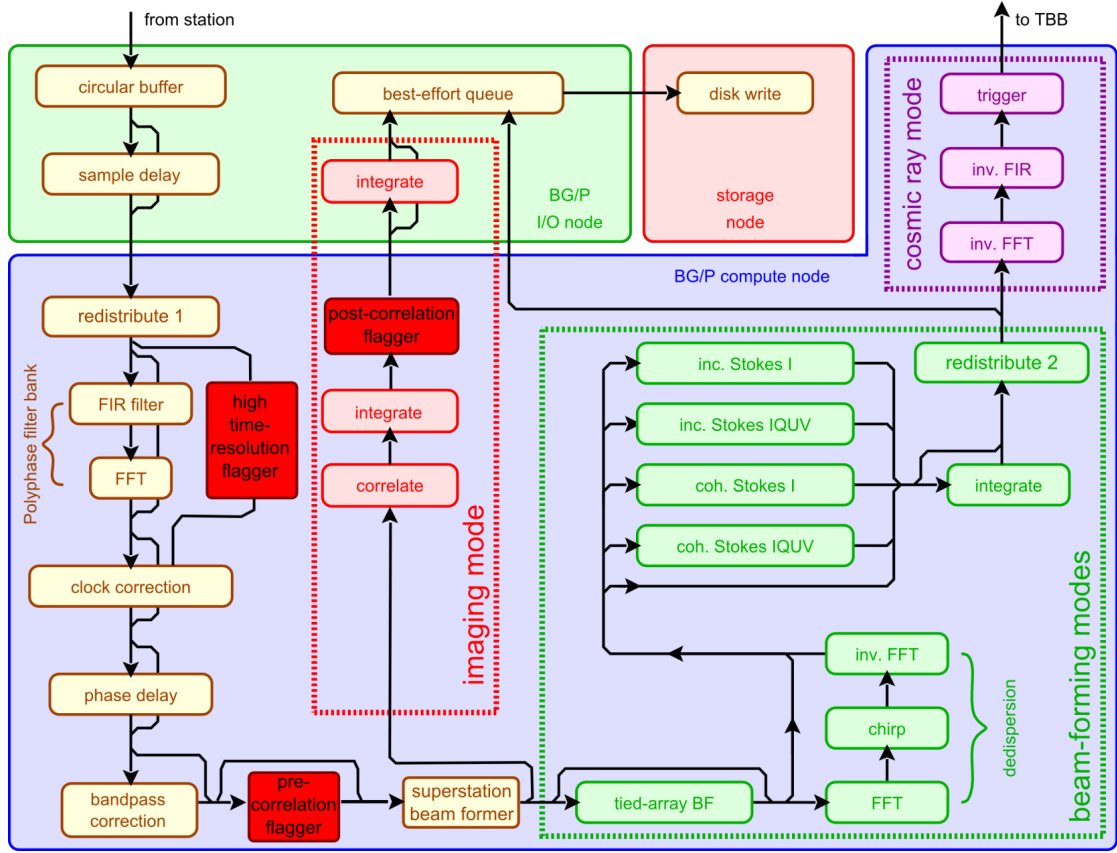 from station
to TBB
circular buffer
best-effort queue
disk write
trigger
cosmic ray mode
sample delay
integrate
inv. FIR
BG/P
I/O node
storage
node
inv. FFT
BG/P compute node
redistribute 1
post-correlation
flagger
inc. Stokes I
redistribute 2
Polyphase filter bank
FIR filter
high
time-
resolution
flagger
integrate
inc. Stokes IQUV
FFT
correlate
coh. Stokes I
integrate
imaging mode
coh. Stokes IQUV
clock correction
beam-forming modes
inv. FFT
phase delay
chirp
dedispersion
bandpass
correction
pre-
correlation
flagger
superstation
beam former
tied-array BF
FFT